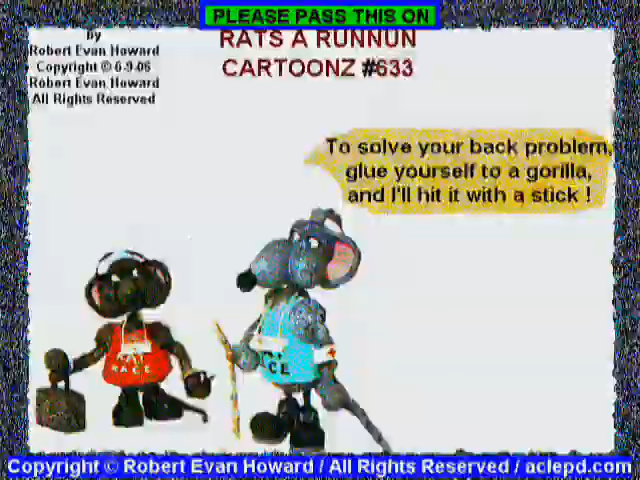 PLEASE PASS THIS ON
By
Robert Evan Howard
Copyright © 6-9-06
Robert Evan Howard
All Rights Reserved
RATS A RUNNUN
CARTOONZ #633
To solve your back problem,
glue yourself to a gorilla,
and I'll hit it with a stick !
RAT
RACE
Copyright © Robert Evan Howard / All Rights Reserved / aclepd.com